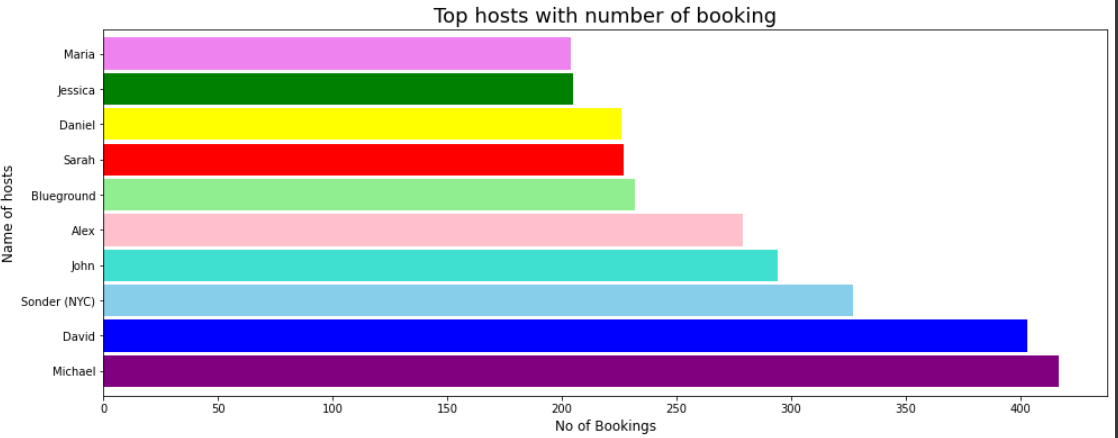 Top hosts with number of booking
Name of hosts
Maria
Jessica
Daniel
Sarah
Blueground
Alex
John
Sonder (NYC)
David
Michael
0 50 100 150 200 250 300 350 400
No of Bookings